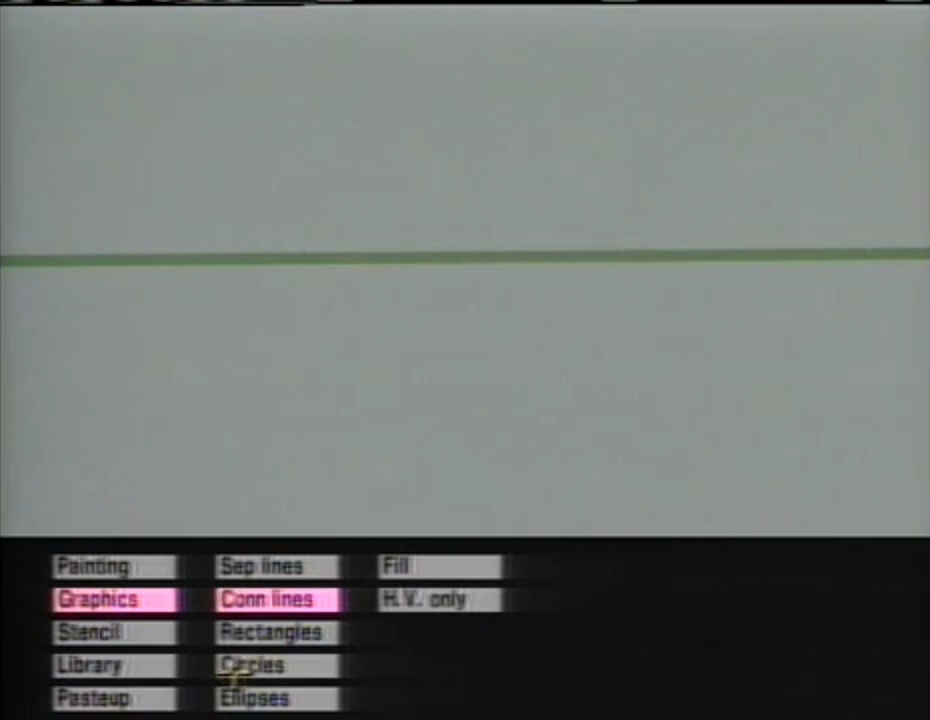 Painting Sep lines Fill
Graphics Conn lines H.V. only
Stencil Rectangles
Library Circles
Pasteup Ellipses